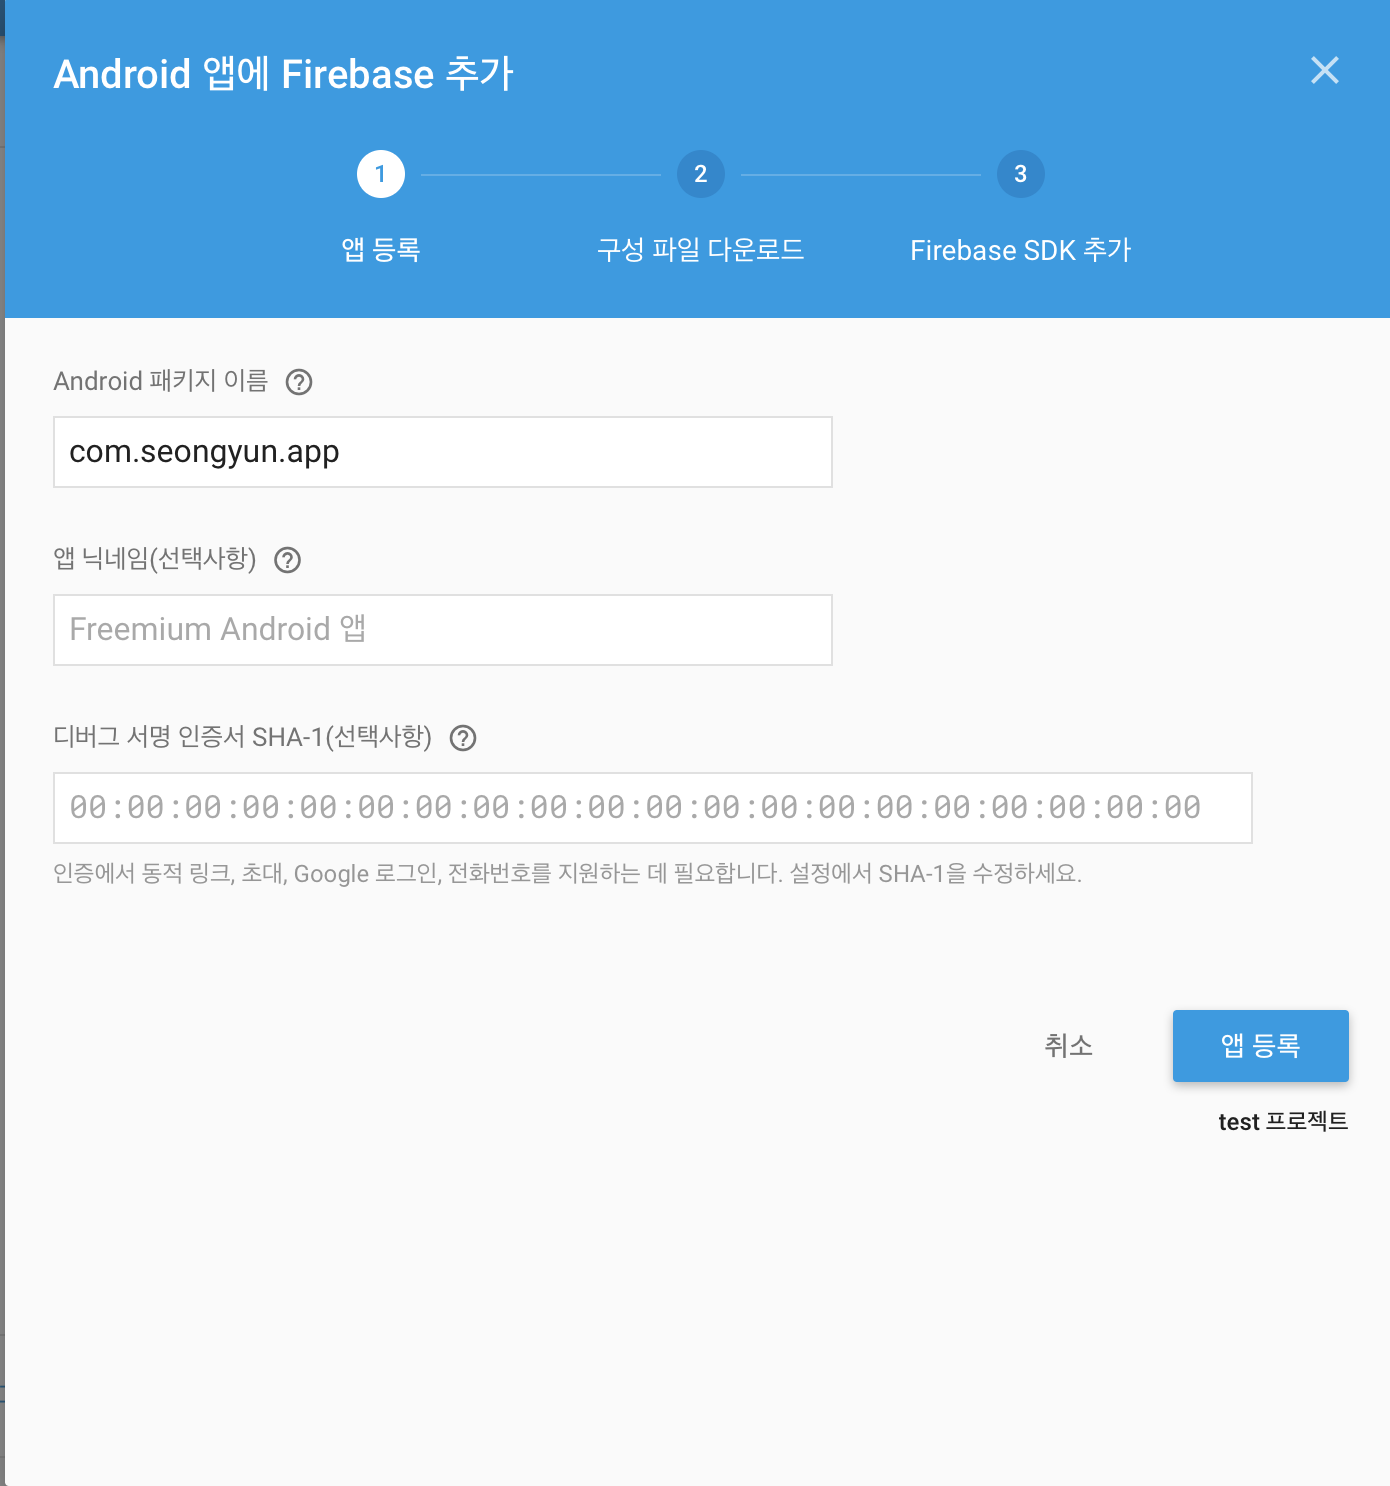 Android 앱에 Firebase 추가
1
2
3
앱 등록
구성 파일 다운로드
Firebase SDK 추가
Android 패키지 이름 ?
com.seongyun.app
앱 닉네임(선택사항) ?
Freemium Android 앱
디버그 서명 인증서 SHA-1(선택사항) ?
00:00:00:00:00:00:00:00:00:00:00:00:00:00:00:00:00:00:00:00
인증에서 동적 링크, 초대, Google 로그인, 전화번호를 지원하는 데 필요합니다. 설정에서 SHA-1을 수정하세요.
취소
앱 등록
test 프로젝트